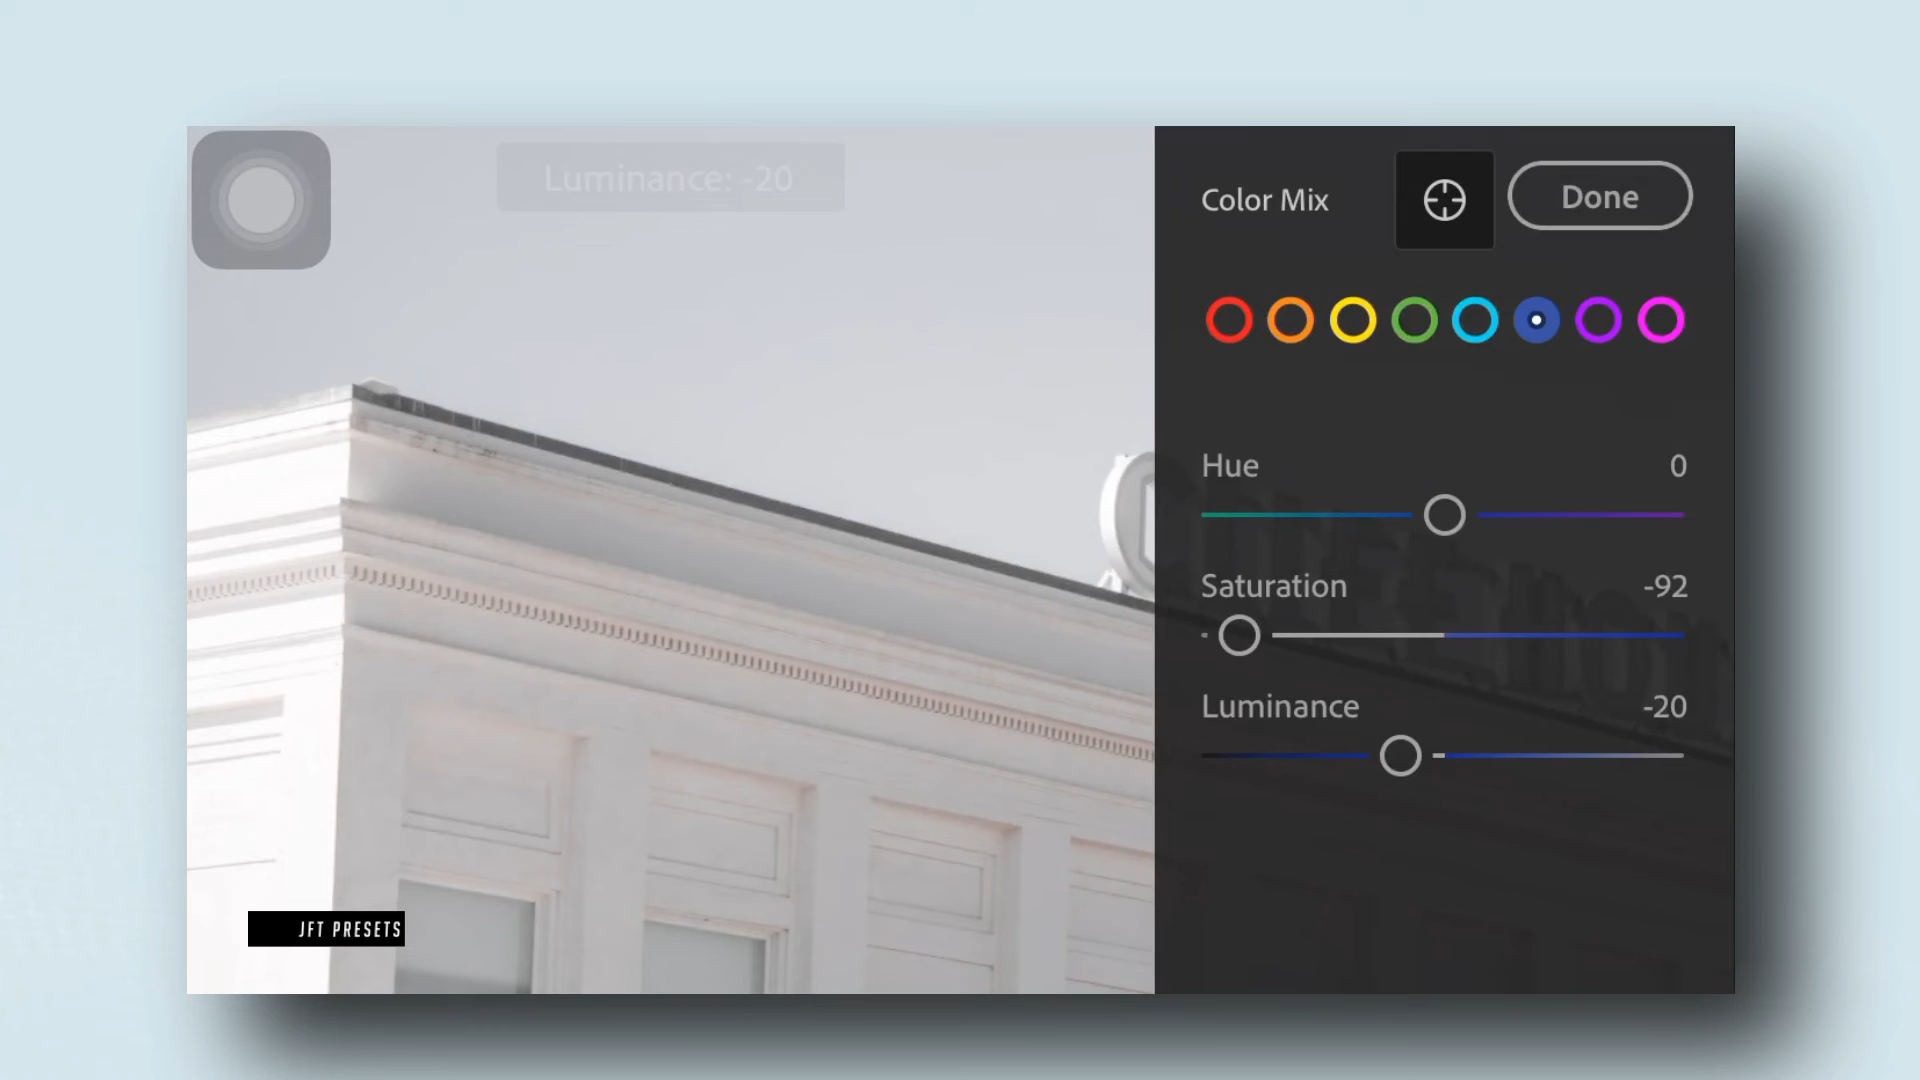 Luminance: -20
Color Mix
Done
Hue 0
Saturation -92
Luminance -20
JFT PRESETS